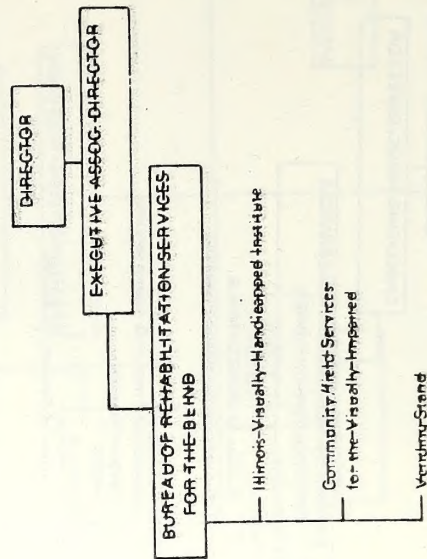 DIRECTOR
EXECUTIVE ASSOC. DIRECTOR
BUREAU OF REHABILITATION SERVICES
FOR THE BLIND
Illinois Visually Handicapped Institute
Community/Field Services
for the Visually Impaired
Vending Stand